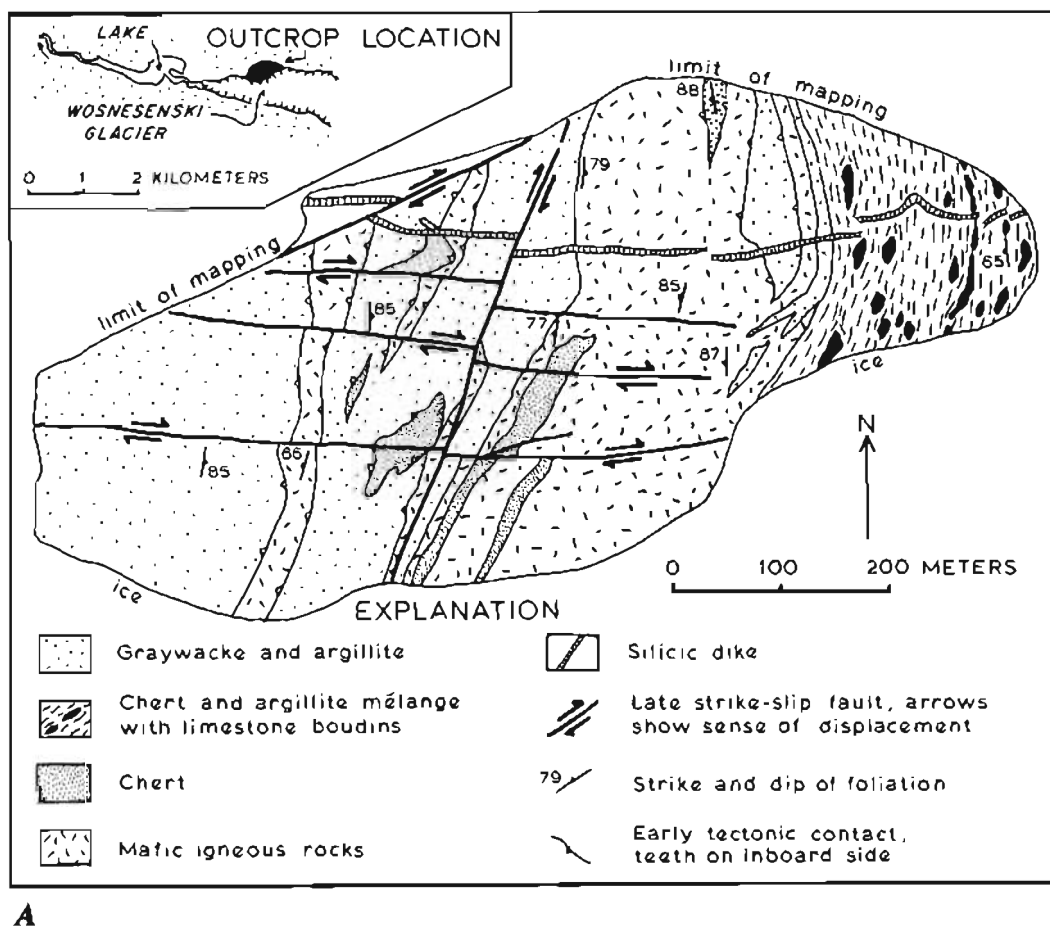 LAKE
OUTCROP LOCATION
WOSNESENSKI
GLACIER
0 1 2 KILOMETERS
limit of mapping
88
79
limit of mapping
65
85
85
77
87
ice
N
85
86
0 100 200 METERS
ice
EXPLANATION
Graywacke and argillite
Chert and argillite mélange
with limestone boudins
Chert
Mafic igneous rocks
Silicic dike
Late strike-slip fault, arrows
show sense of displacement
79 Strike and dip of foliation
Early tectonic contact,
teeth on inboard side
A